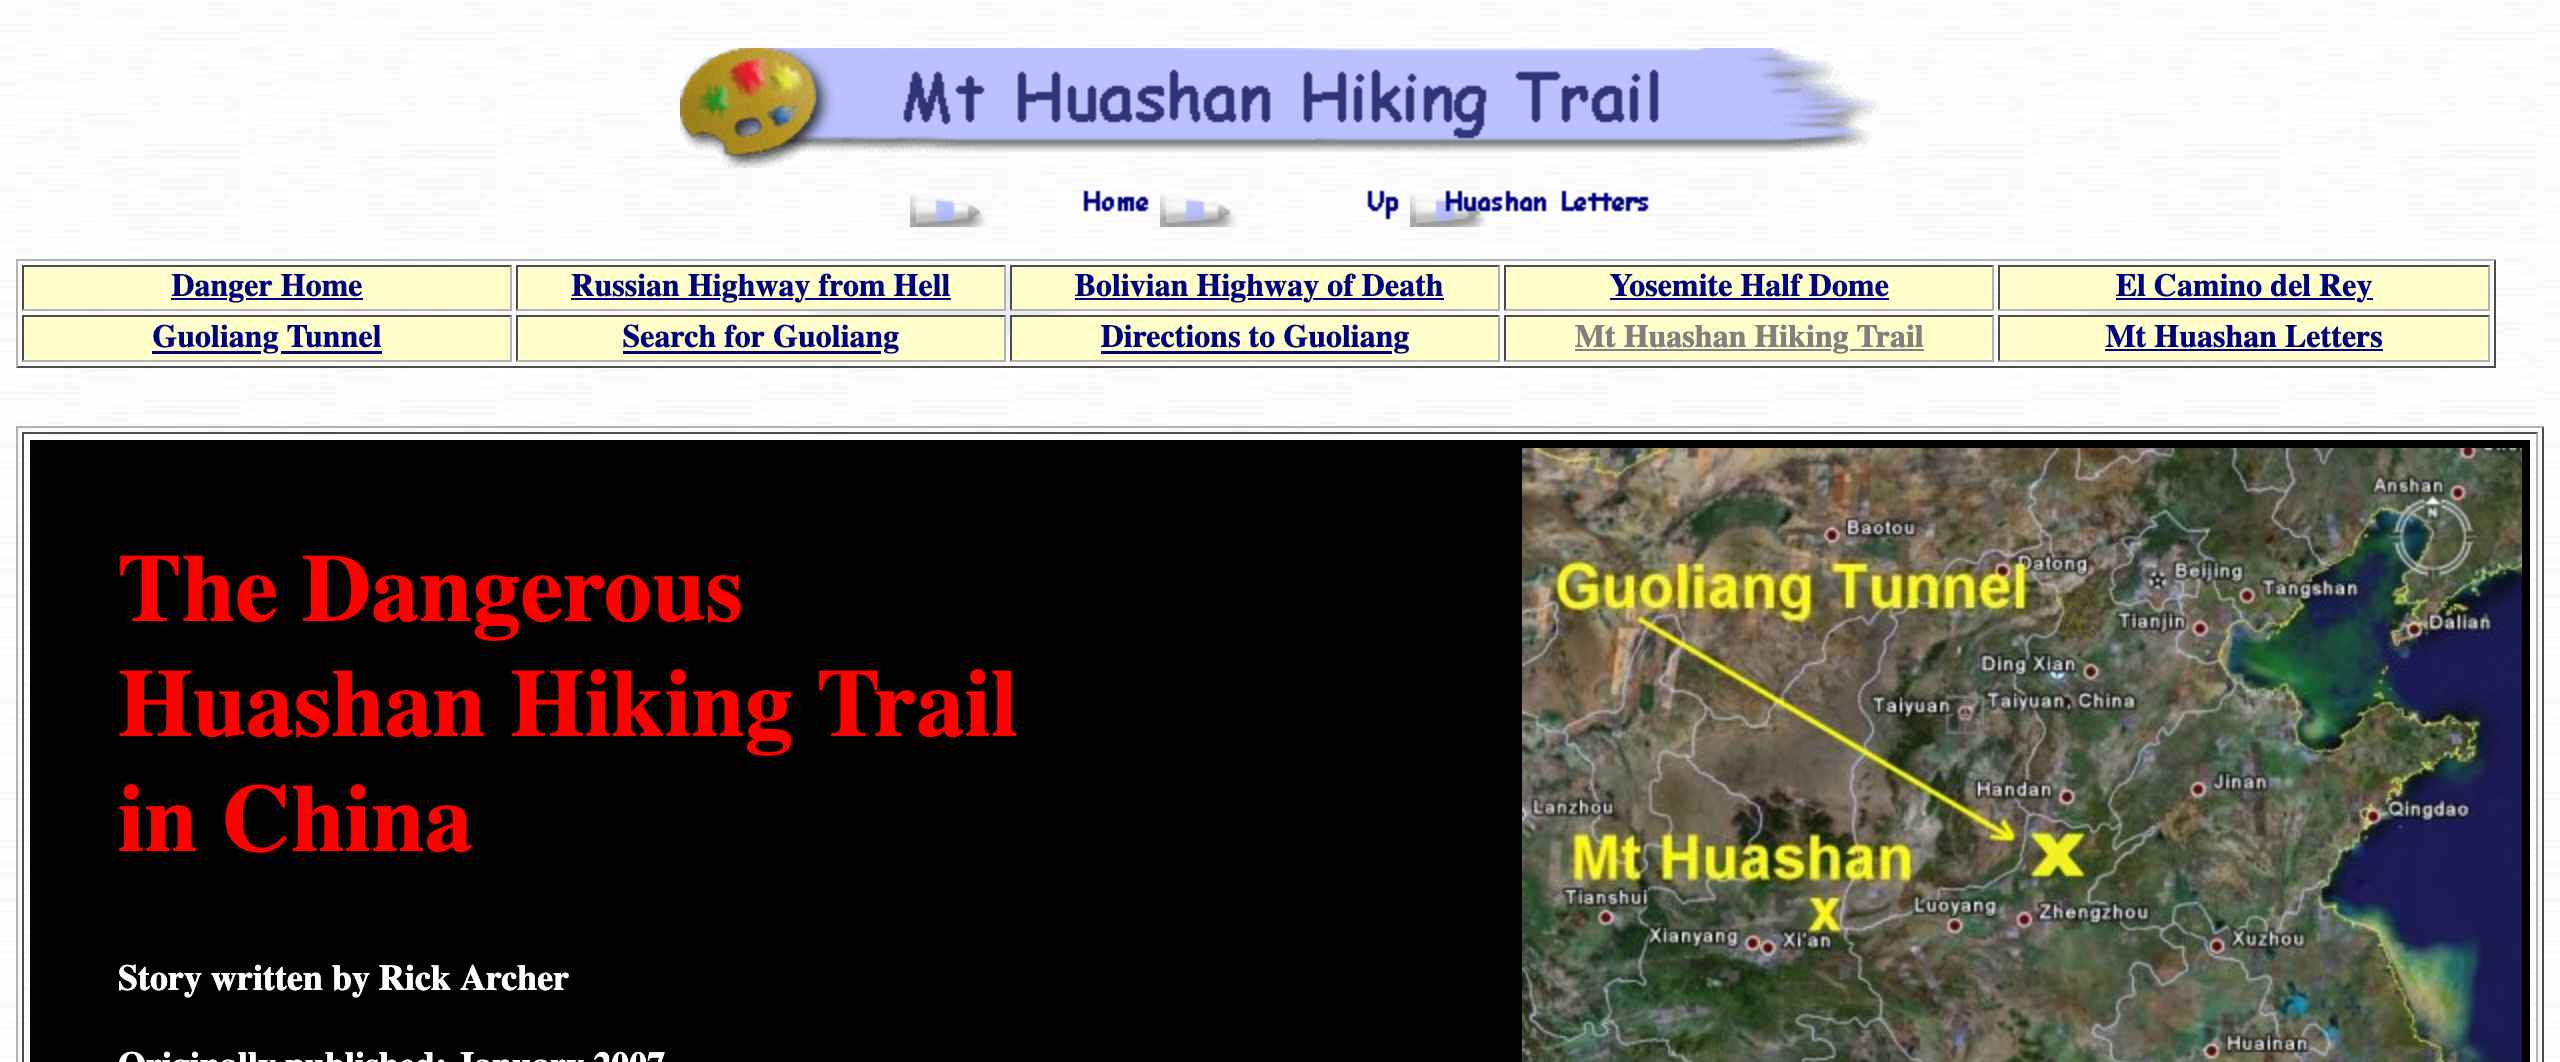 Mt Huashan Hiking Trail
Home Up Huashan Letters
Danger Home Russian Highway from Hell Bolivian Highway of Death Yosemite Half Dome El Camino del Rey
Guoliang Tunnel Search for Guoliang Directions to Guoliang Mt Huashan Hiking Trail Mt Huashan Letters
The Dangerous
Huashan Hiking Trail
in China
Story written by Rick Archer
Originally published: January 2007
Anshan
N
Baotou
Datong
Beijing
Guoliang Tunnel
Tangshan
Tianjin
Dalian
Ding Xian
Taiyuan
Taiyuan, China
Handan
Jinan
Lanzhou
Qingdao
Mt Huashan
X
Tianshui
X
Luoyang
Zhengzhou
Xianyang
Xi'an
Xuzhou
Huainan